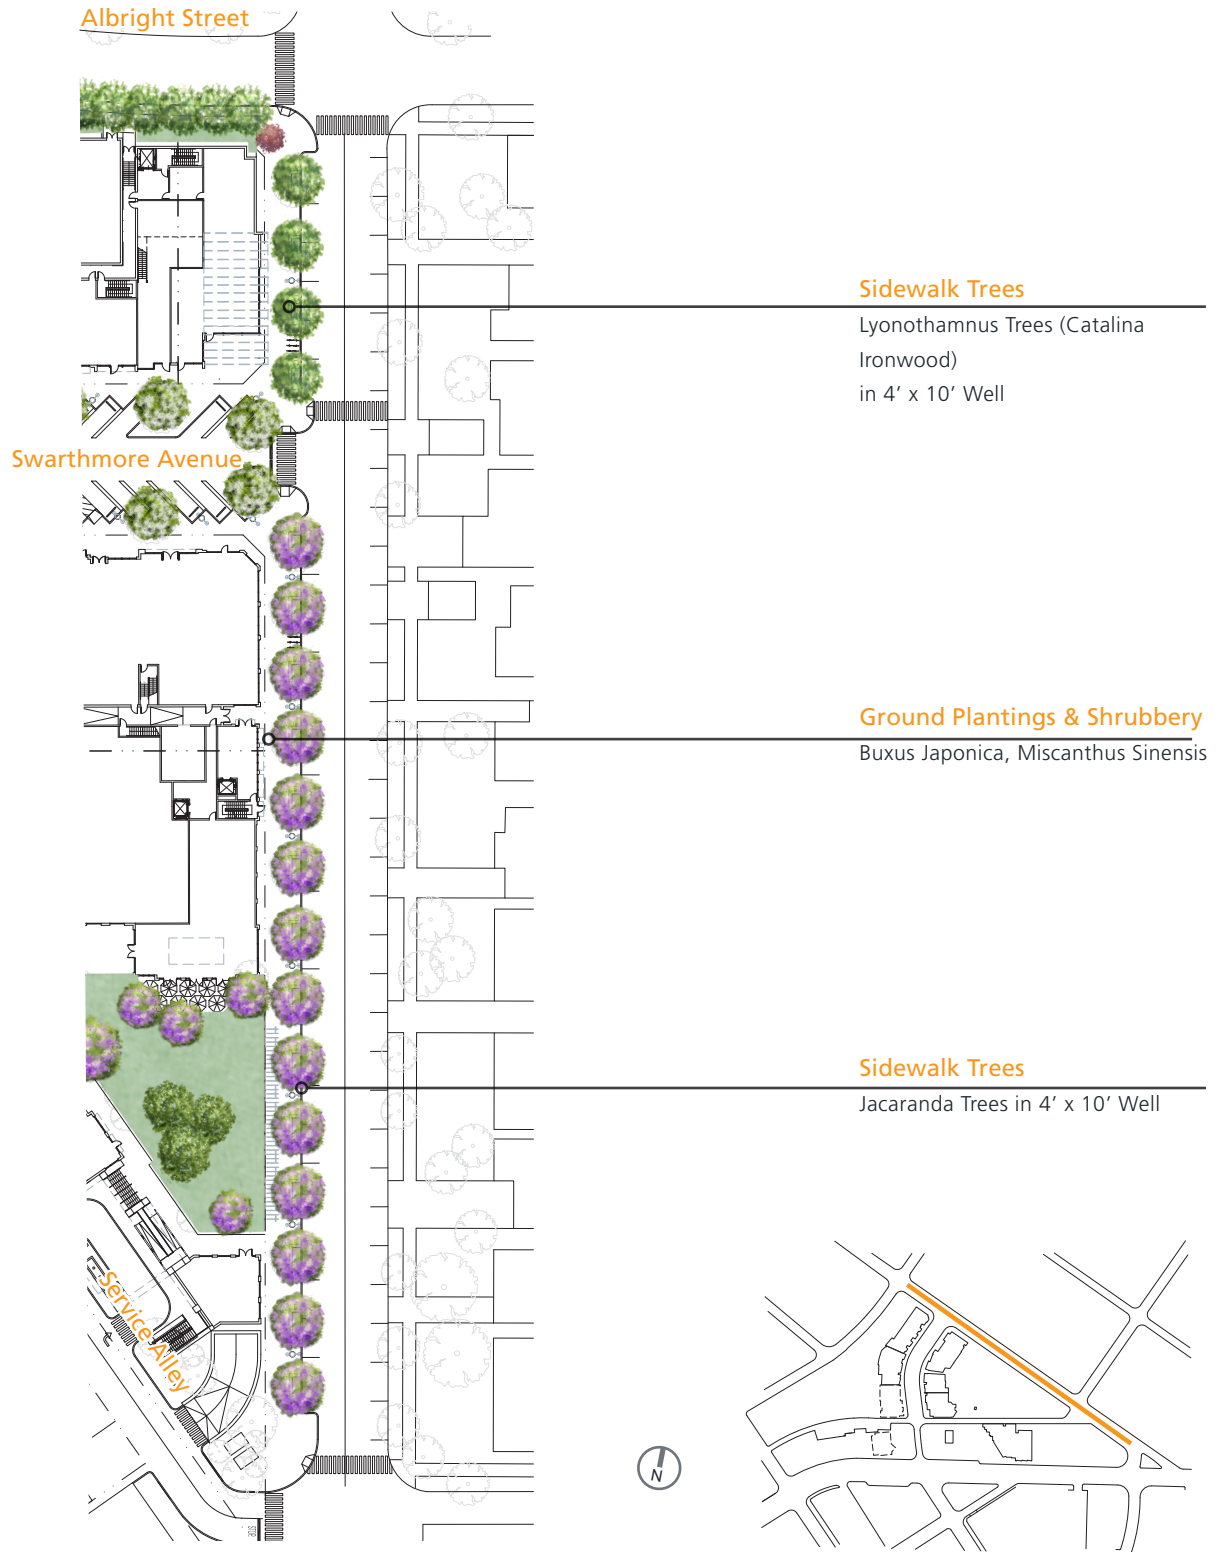 Albright Street
Sidewalk Trees
Lyonothamnus Trees (Catalina
Ironwood)
in 4’ x 10’ Well
Swarthmore Avenue
Ground Plantings & Shrubbery
Buxus Japonica, Miscanthus Sinensis
Sidewalk Trees
Jacaranda Trees in 4’ x 10’ Well
Service Alley
N
STOP